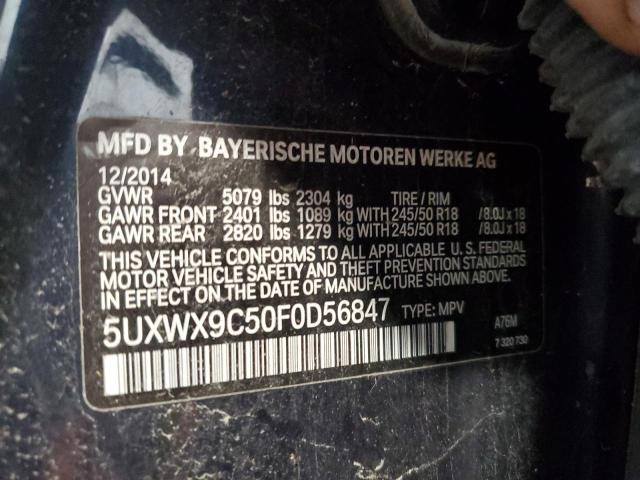 MFD BY BAYERISCHE MOTOREN WERKE AG
12/2014
GVWR 5079 lbs 2304 kg TIRE / RIM
GAWR FRONT 2401 lbs 1089 kg WITH 245/50 R18 /8.0J x 18
GAWR REAR 2820 lbs 1279 kg WITH 245/50 R18 /8.0J x 18
THIS VEHICLE CONFORMS TO ALL APPLICABLE U.S. FEDERAL
MOTOR VEHICLE SAFETY AND THEFT PREVENTION STANDARDS
IN EFFECT ON THE DATE OF MANUFACTURE SHOWN ABOVE.
5UXWX9C50F0D56847 TYPE: MPV
A76M
7 320 730